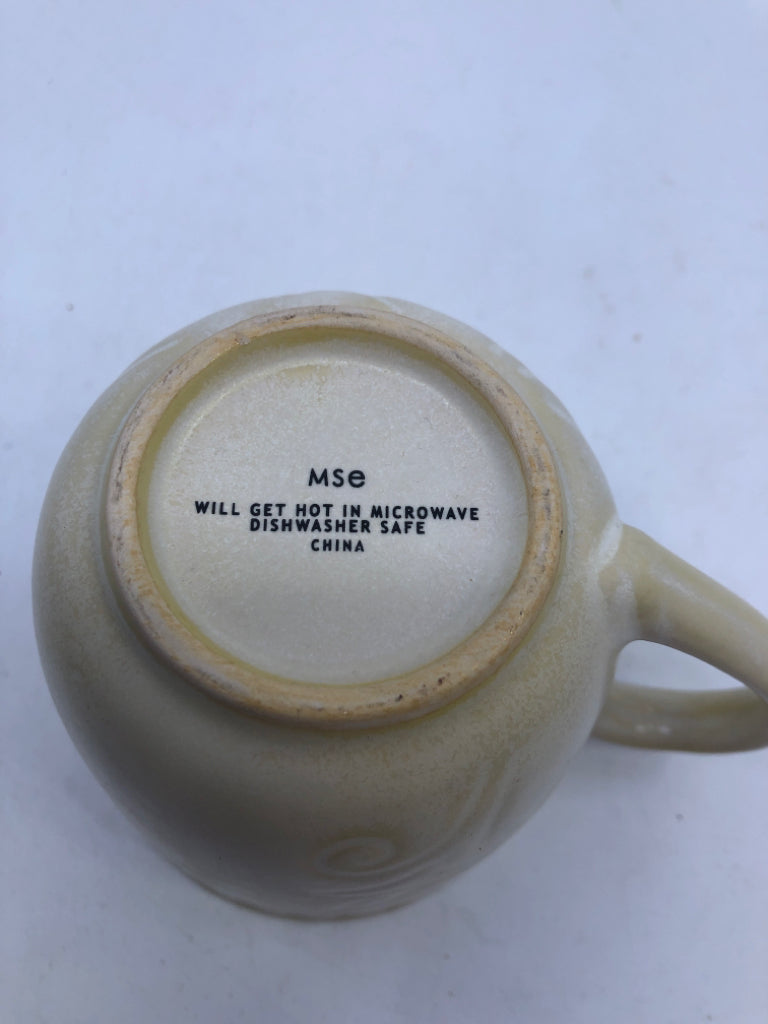 MSe
WILL GET HOT IN MICROWAVE
DISHWASHER SAFE
CHINA